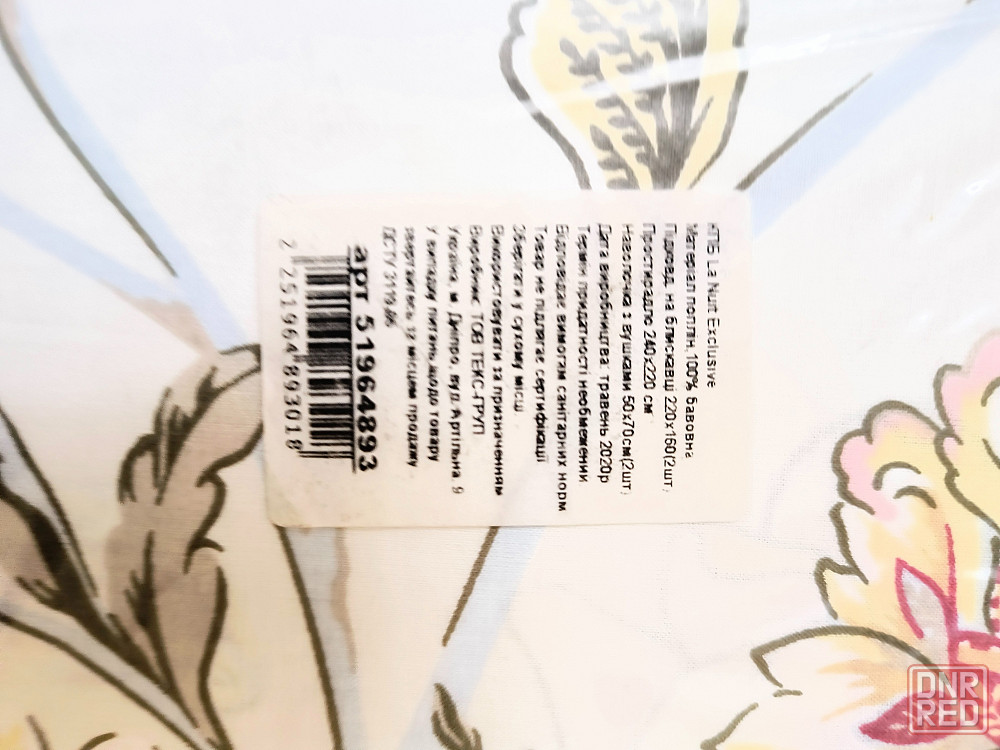 КПБ La Nuit Exclusive
Матеріал поплін, 100% бавовна
Підковд. на блискавці 220х160(2шт)
Простирадло 240х220 см
Наволочка з вушками 50х70см(2шт)
Дата виробництва: травень 2020р
Термін придатності необмежений
Відповідає вимогам санітарних норм
Товар не підлягає сертифікації
Зберігати у сухому місці
Використовувати за призначенням
Виробник: ТОВ ТЕКС-ГРУП
Україна, м. Дніпро, вул. Артільна, 9
У випадку питань щодо товару
звертайтесь за місцем продажу
ДСТУ 3119-95
арт 51964893
2 251964 893018
DNR
RED